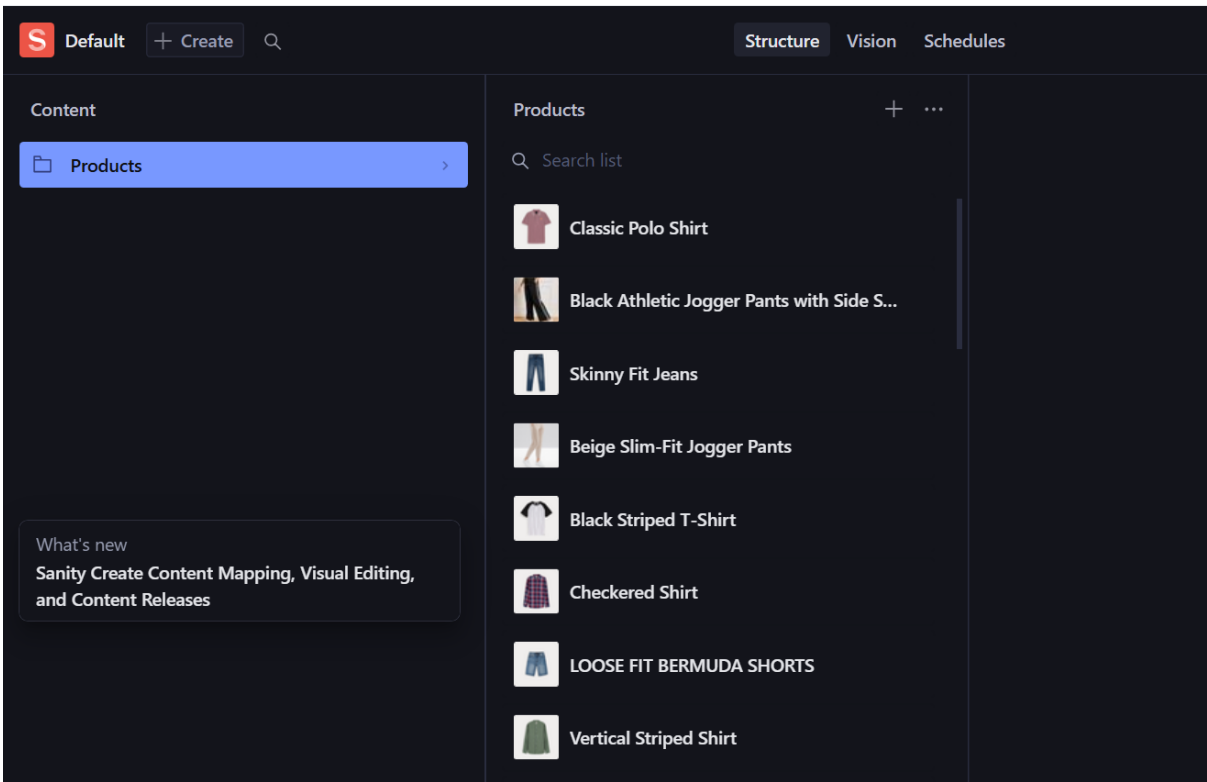 S Default + Create
Structure Vision Schedules
Content
Products
What's new
Sanity Create Content Mapping, Visual Editing,
and Content Releases
Products
Search list
Classic Polo Shirt
Black Athletic Jogger Pants with Side S...
Skinny Fit Jeans
Beige Slim-Fit Jogger Pants
Black Striped T-Shirt
Checkered Shirt
LOOSE FIT BERMUDA SHORTS
Vertical Striped Shirt